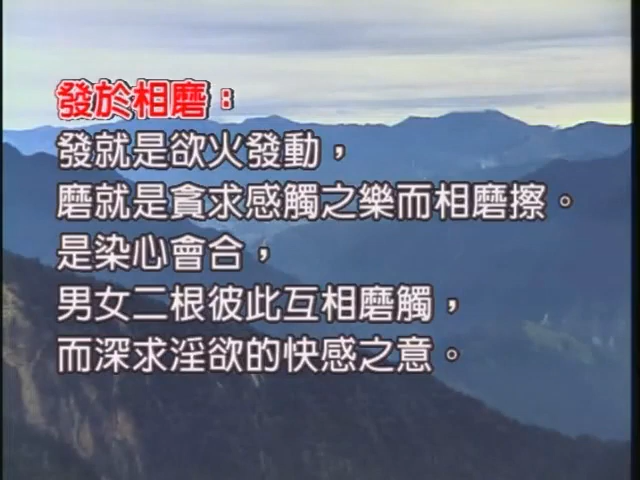 發於相磨：
發就是欲火發動，
磨就是貪求感觸之樂而相磨擦。
是染心會合，
男女二根彼此互相磨觸，
而深求淫欲的快感之意。